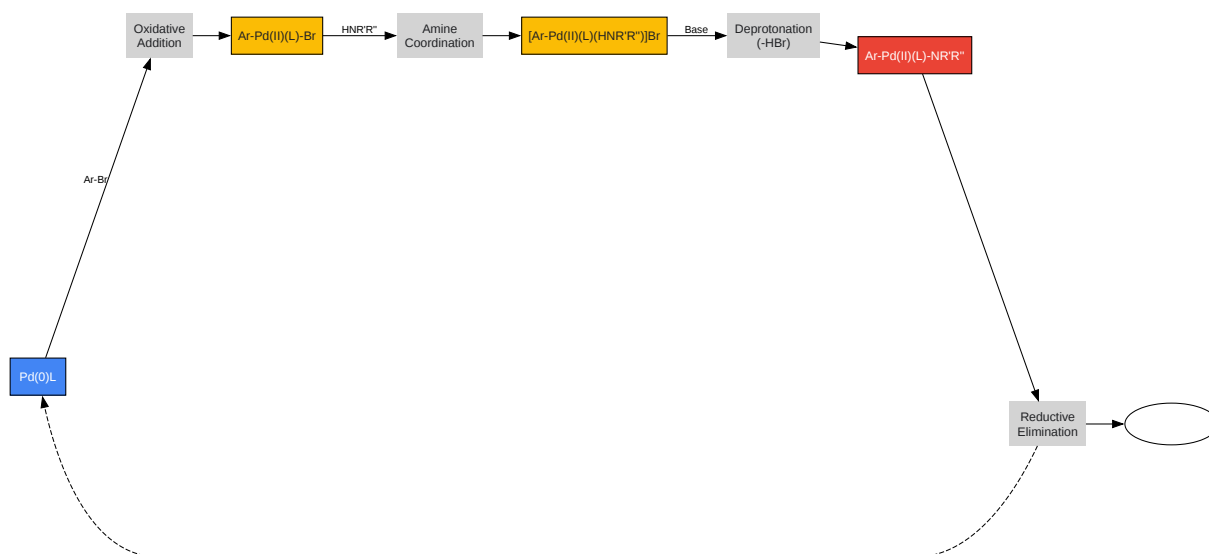 Oxidative
Addition
Ar-Pd(II)(L)-Br
HNR'R"
Amine
Coordination
[Ar-Pd(II)(L)(HNR'R")]Br
Base
Deprotonation
(-HBr)
Ar-Pd(II)(L)-NR'R"
Ar-Br
Pd(0)L
Reductive
Elimination